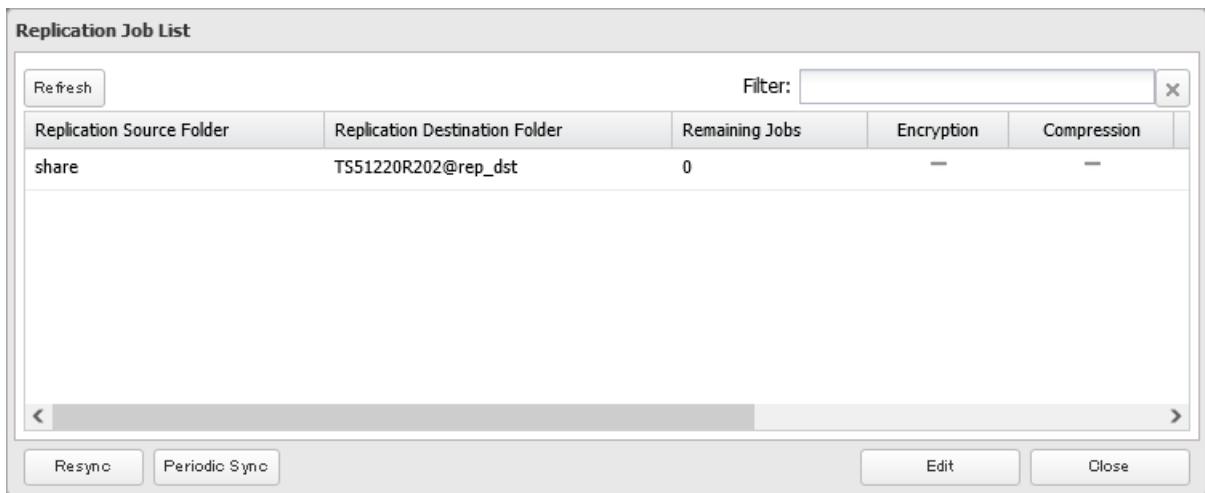 Replication Job List
Refresh Filter:
Replication Source Folder Replication Destination Folder Remaining Jobs Encryption Compression
share TS51220R202@rep_dst 0 — —
Resync Periodic Sync Edit Close